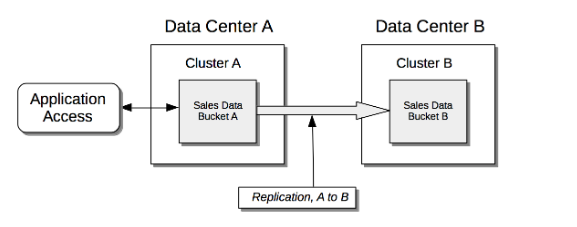 Data Center A
Data Center B
Cluster A
Cluster B
Application
Access
Sales Data
Bucket A
Sales Data
Bucket B
Replication, A to B